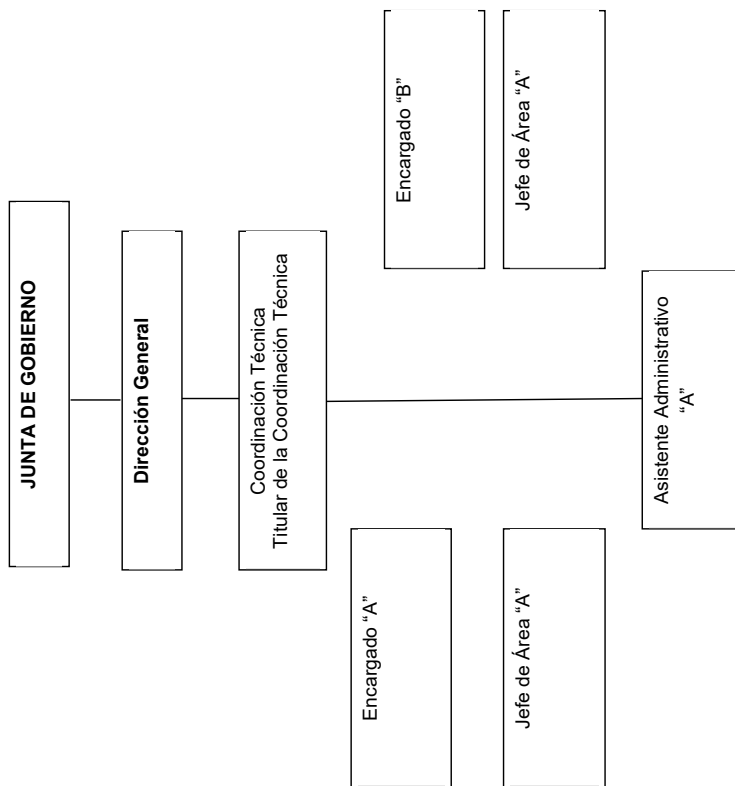 JUNTA DE GOBIERNO
Dirección General
Coordinación Técnica
Titular de la Coordinación Técnica
Encargado “A”
Encargado “B”
Jefe de Área “A”
Jefe de Área “A”
Asistente Administrativo
“A”